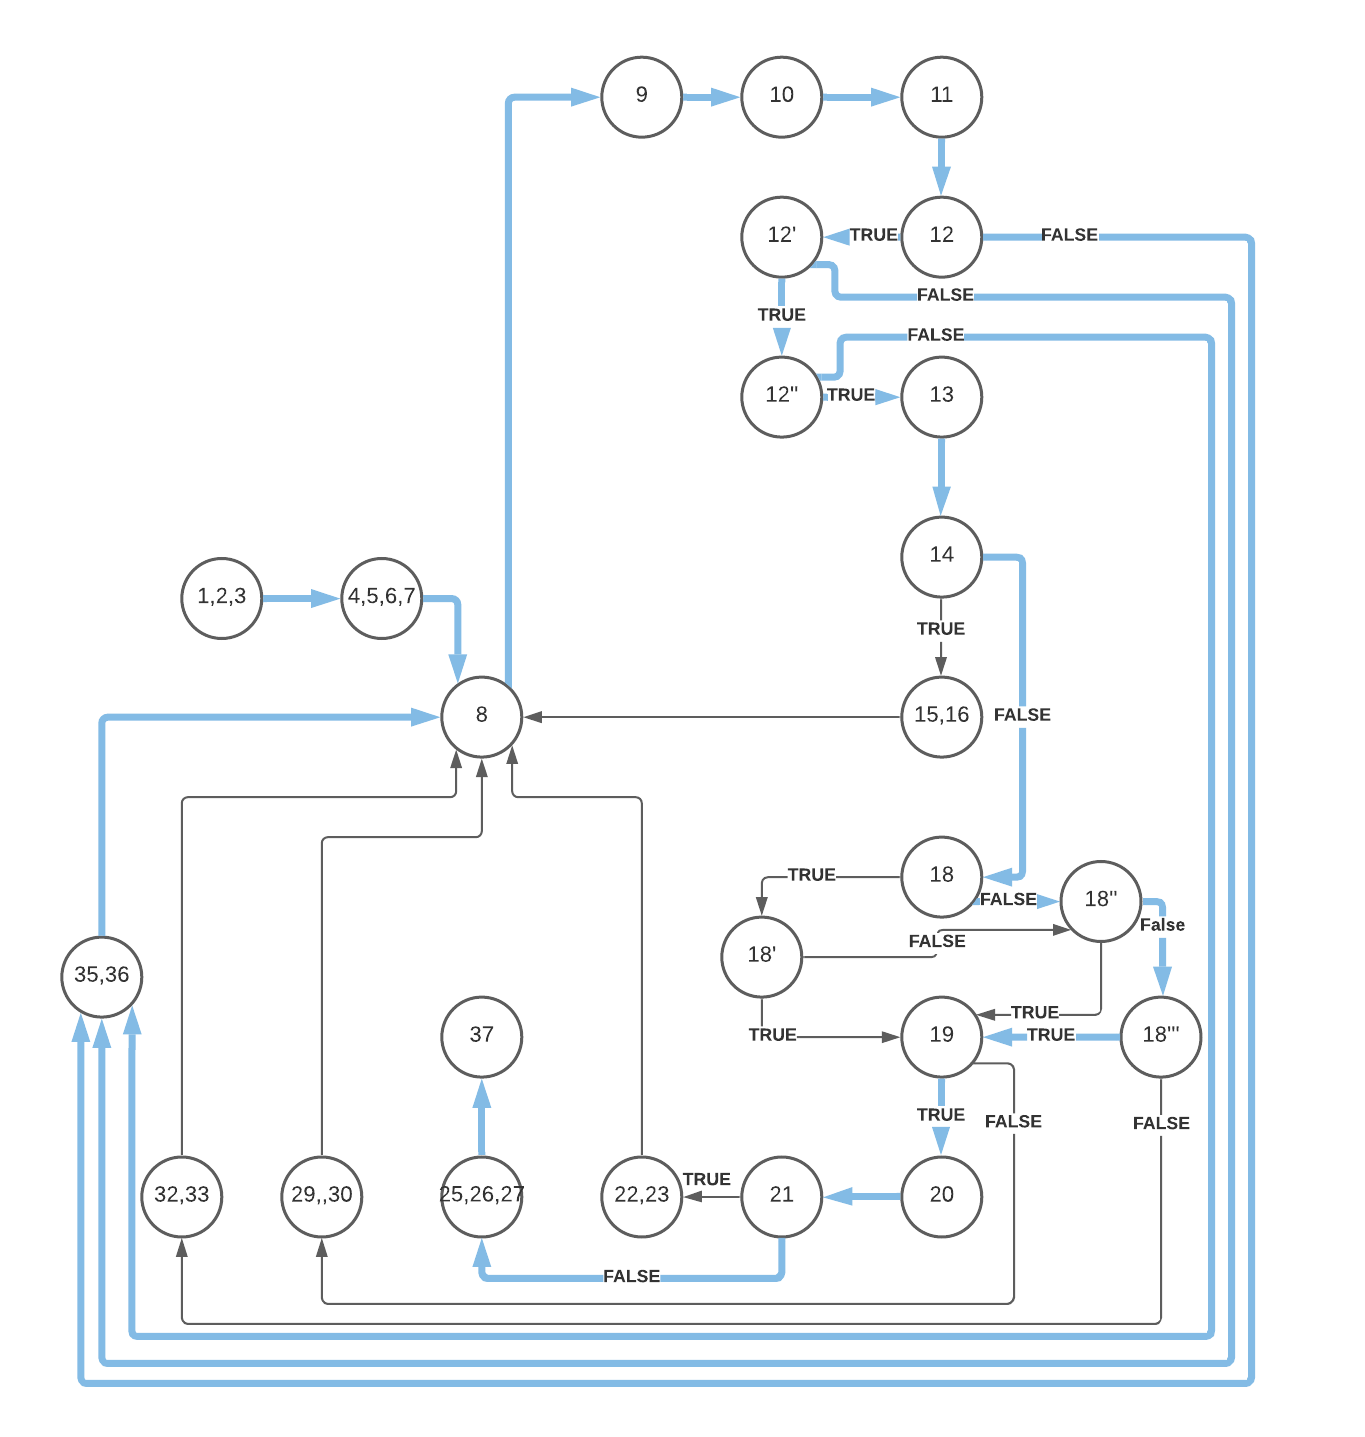 9
10
11
12'
TRUE
12
FALSE
FALSE
TRUE
FALSE
12"
TRUE
13
14
1,2,3
4,5,6,7
TRUE
8
15,16
FALSE
TRUE
18
FALSE
18"
False
18'
FALSE
35,36
TRUE
37
TRUE
19
TRUE
18'''
TRUE
FALSE
FALSE
TRUE
32,33
29,,30
25,26,27
22,23
21
20
FALSE